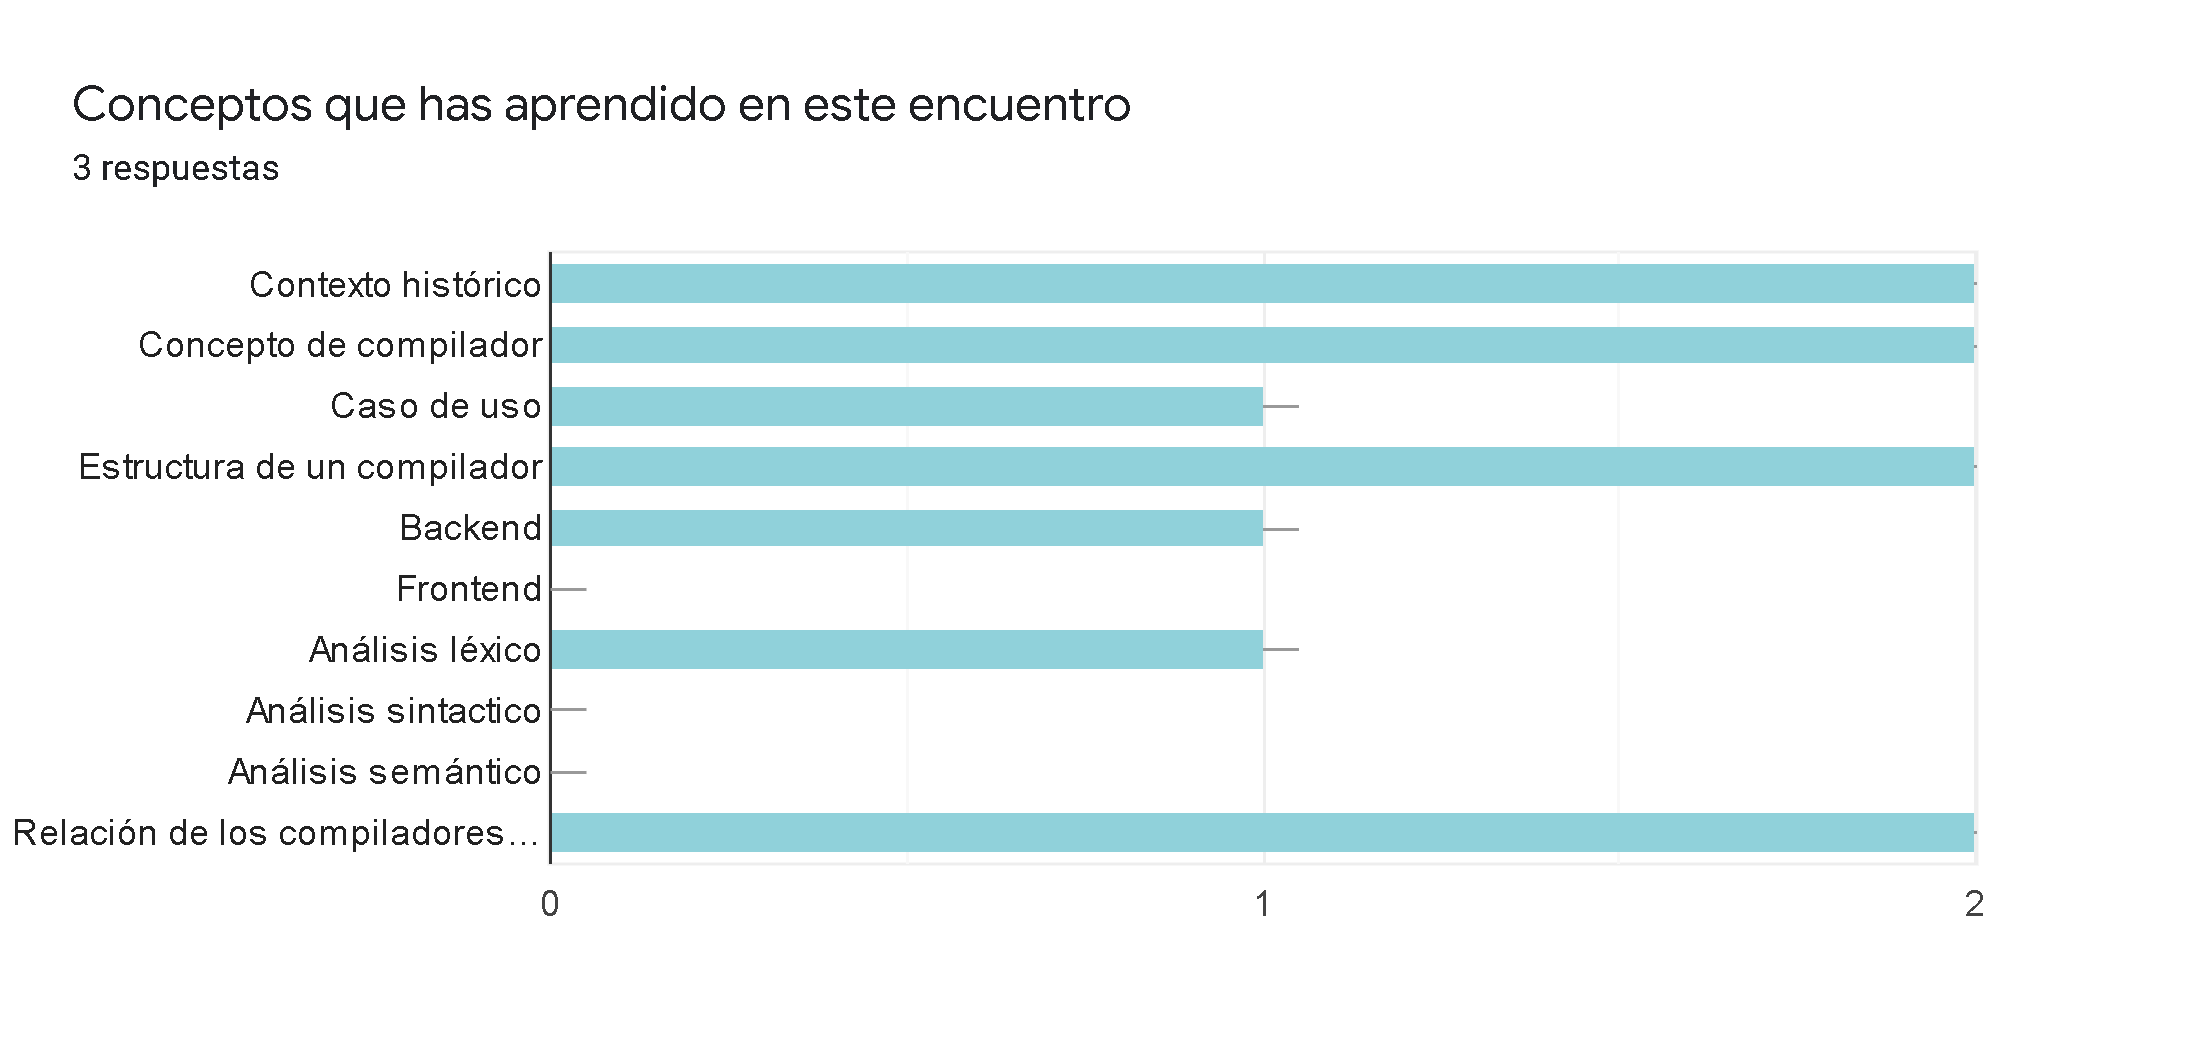 Conceptos que has aprendido en este encuentro
3 respuestas
Contexto histórico
Concepto de compilador
Caso de uso
Estructura de un compilador
Backend
Frontend
Análisis léxico
Análisis sintactico
Análisis semántico
Relación de los compiladores…
0 1 2